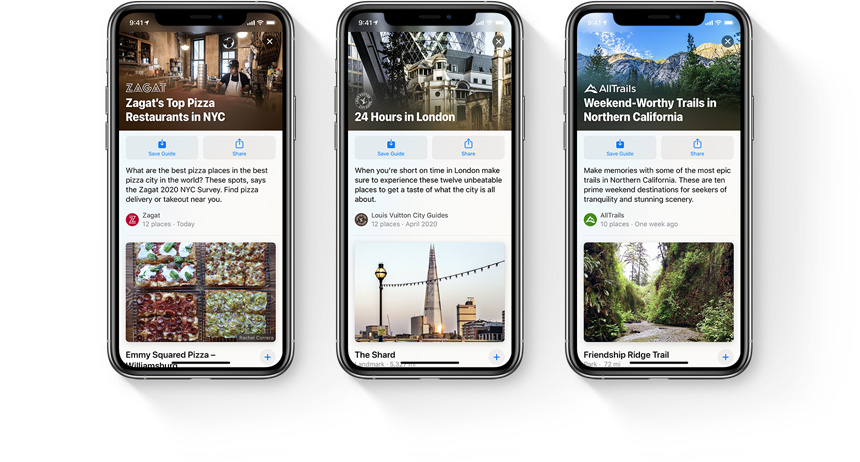 9:41
ZAGAT
Zagat's Top Pizza
Restaurants in NYC
Save Guide
Share
What are the best pizza places in the best
pizza city in the world? These spots, says
the Zagat 2020 NYC Survey. Find pizza
delivery or takeout near you.
Zagat
12 places · Today
Rachel Correra
Emmy Squared Pizza –
Williamsburg
9:41
24 Hours in London
Save Guide
Share
When you're short on time in London make
sure to experience these twelve unbeatable
places to get a taste of what the city is all
about.
Louis Vuitton City Guides
12 places · April 2020
The Shard
Landmark
9:41
AllTrails
Weekend-Worthy Trails in
Northern California
Save Guide
Share
Make memories with some of the most epic
trails in Northern California. These are ten
prime weekend destinations for seekers of
tranquility and stunning scenery.
AllTrails
10 places · One week ago
Friendship Ridge Trail
Park · 72 mi